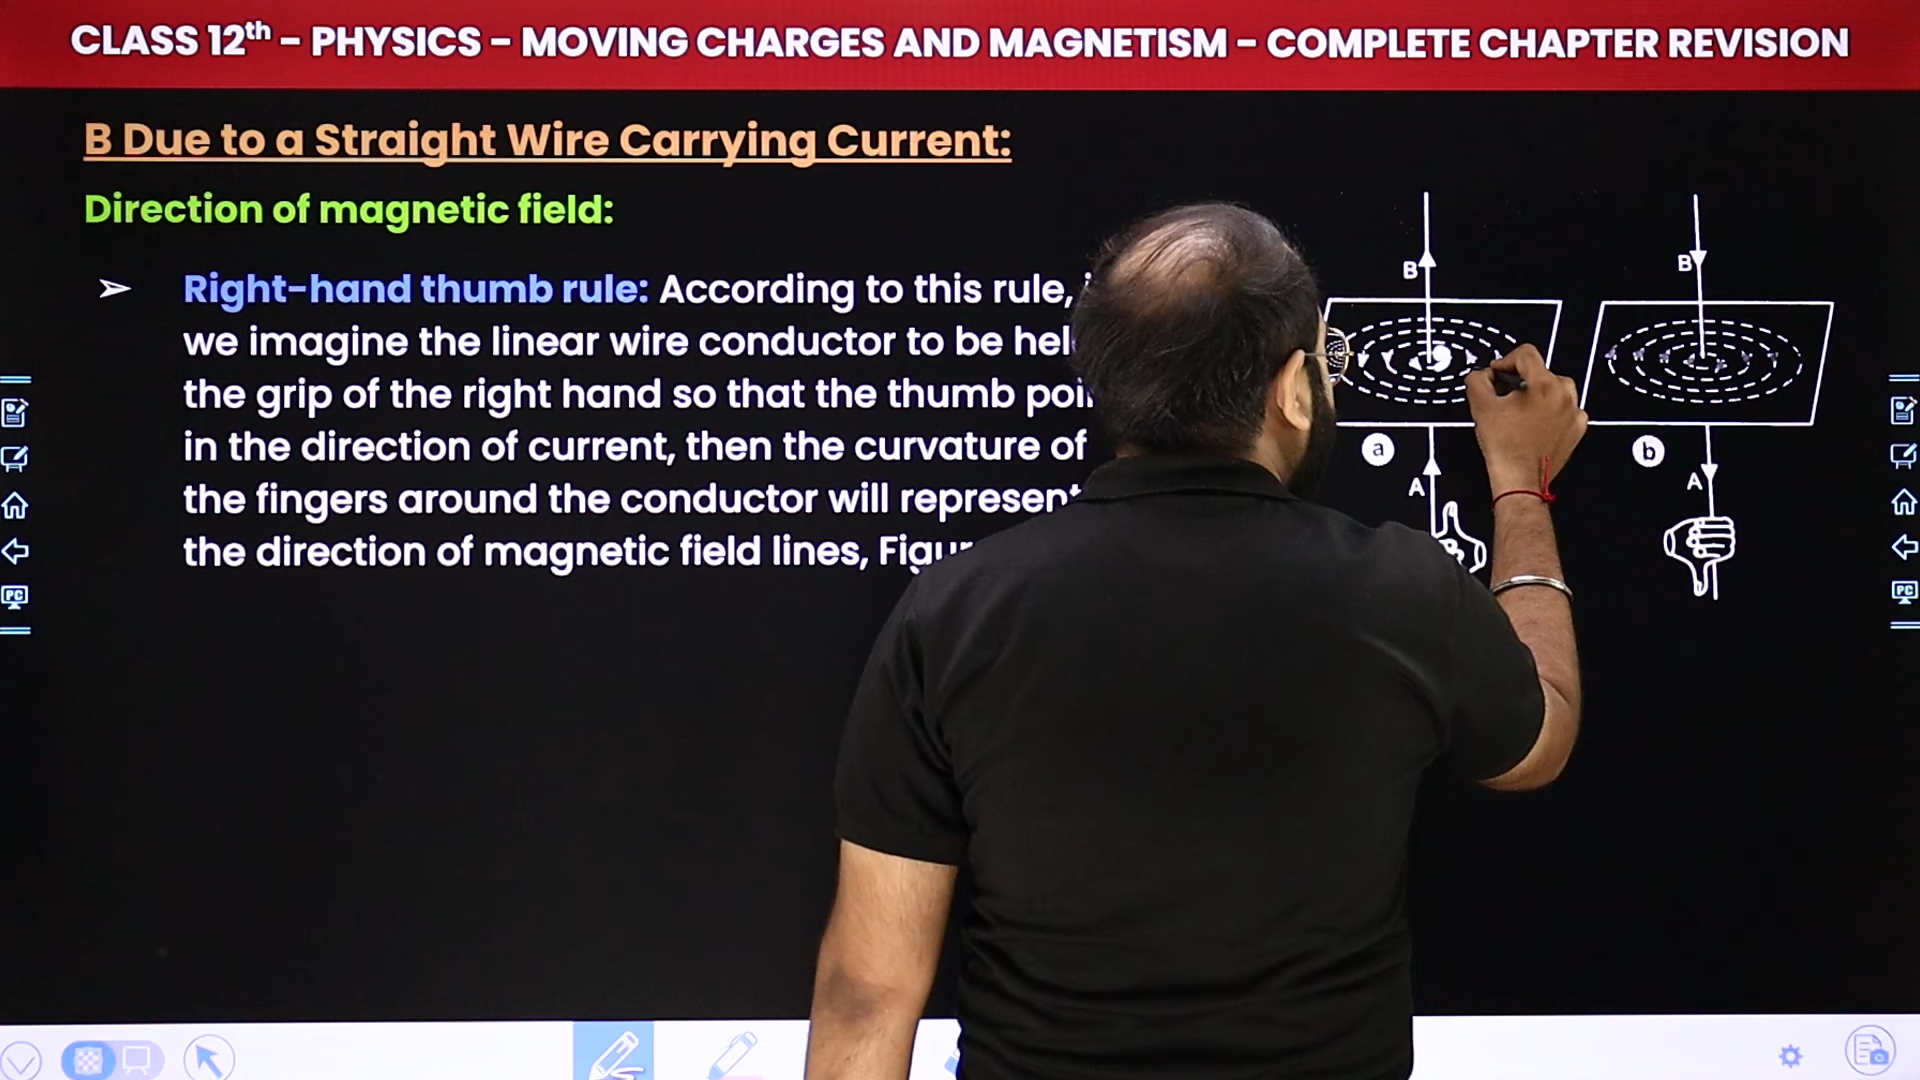 CLASS 12th - PHYSICS - MOVING CHARGES AND MAGNETISM - COMPLETE CHAPTER REVISION
B Due to a Straight Wire Carrying Current:
Direction of magnetic field:
➢ Right-hand thumb rule: According to this rule,
we imagine the linear wire conductor to be
the grip of the right hand so that the thumb
in the direction of current, then the curvature of
the fingers around the conductor will represent
the direction of magnetic field lines,
B
B
a
b
A
A
PC
PC